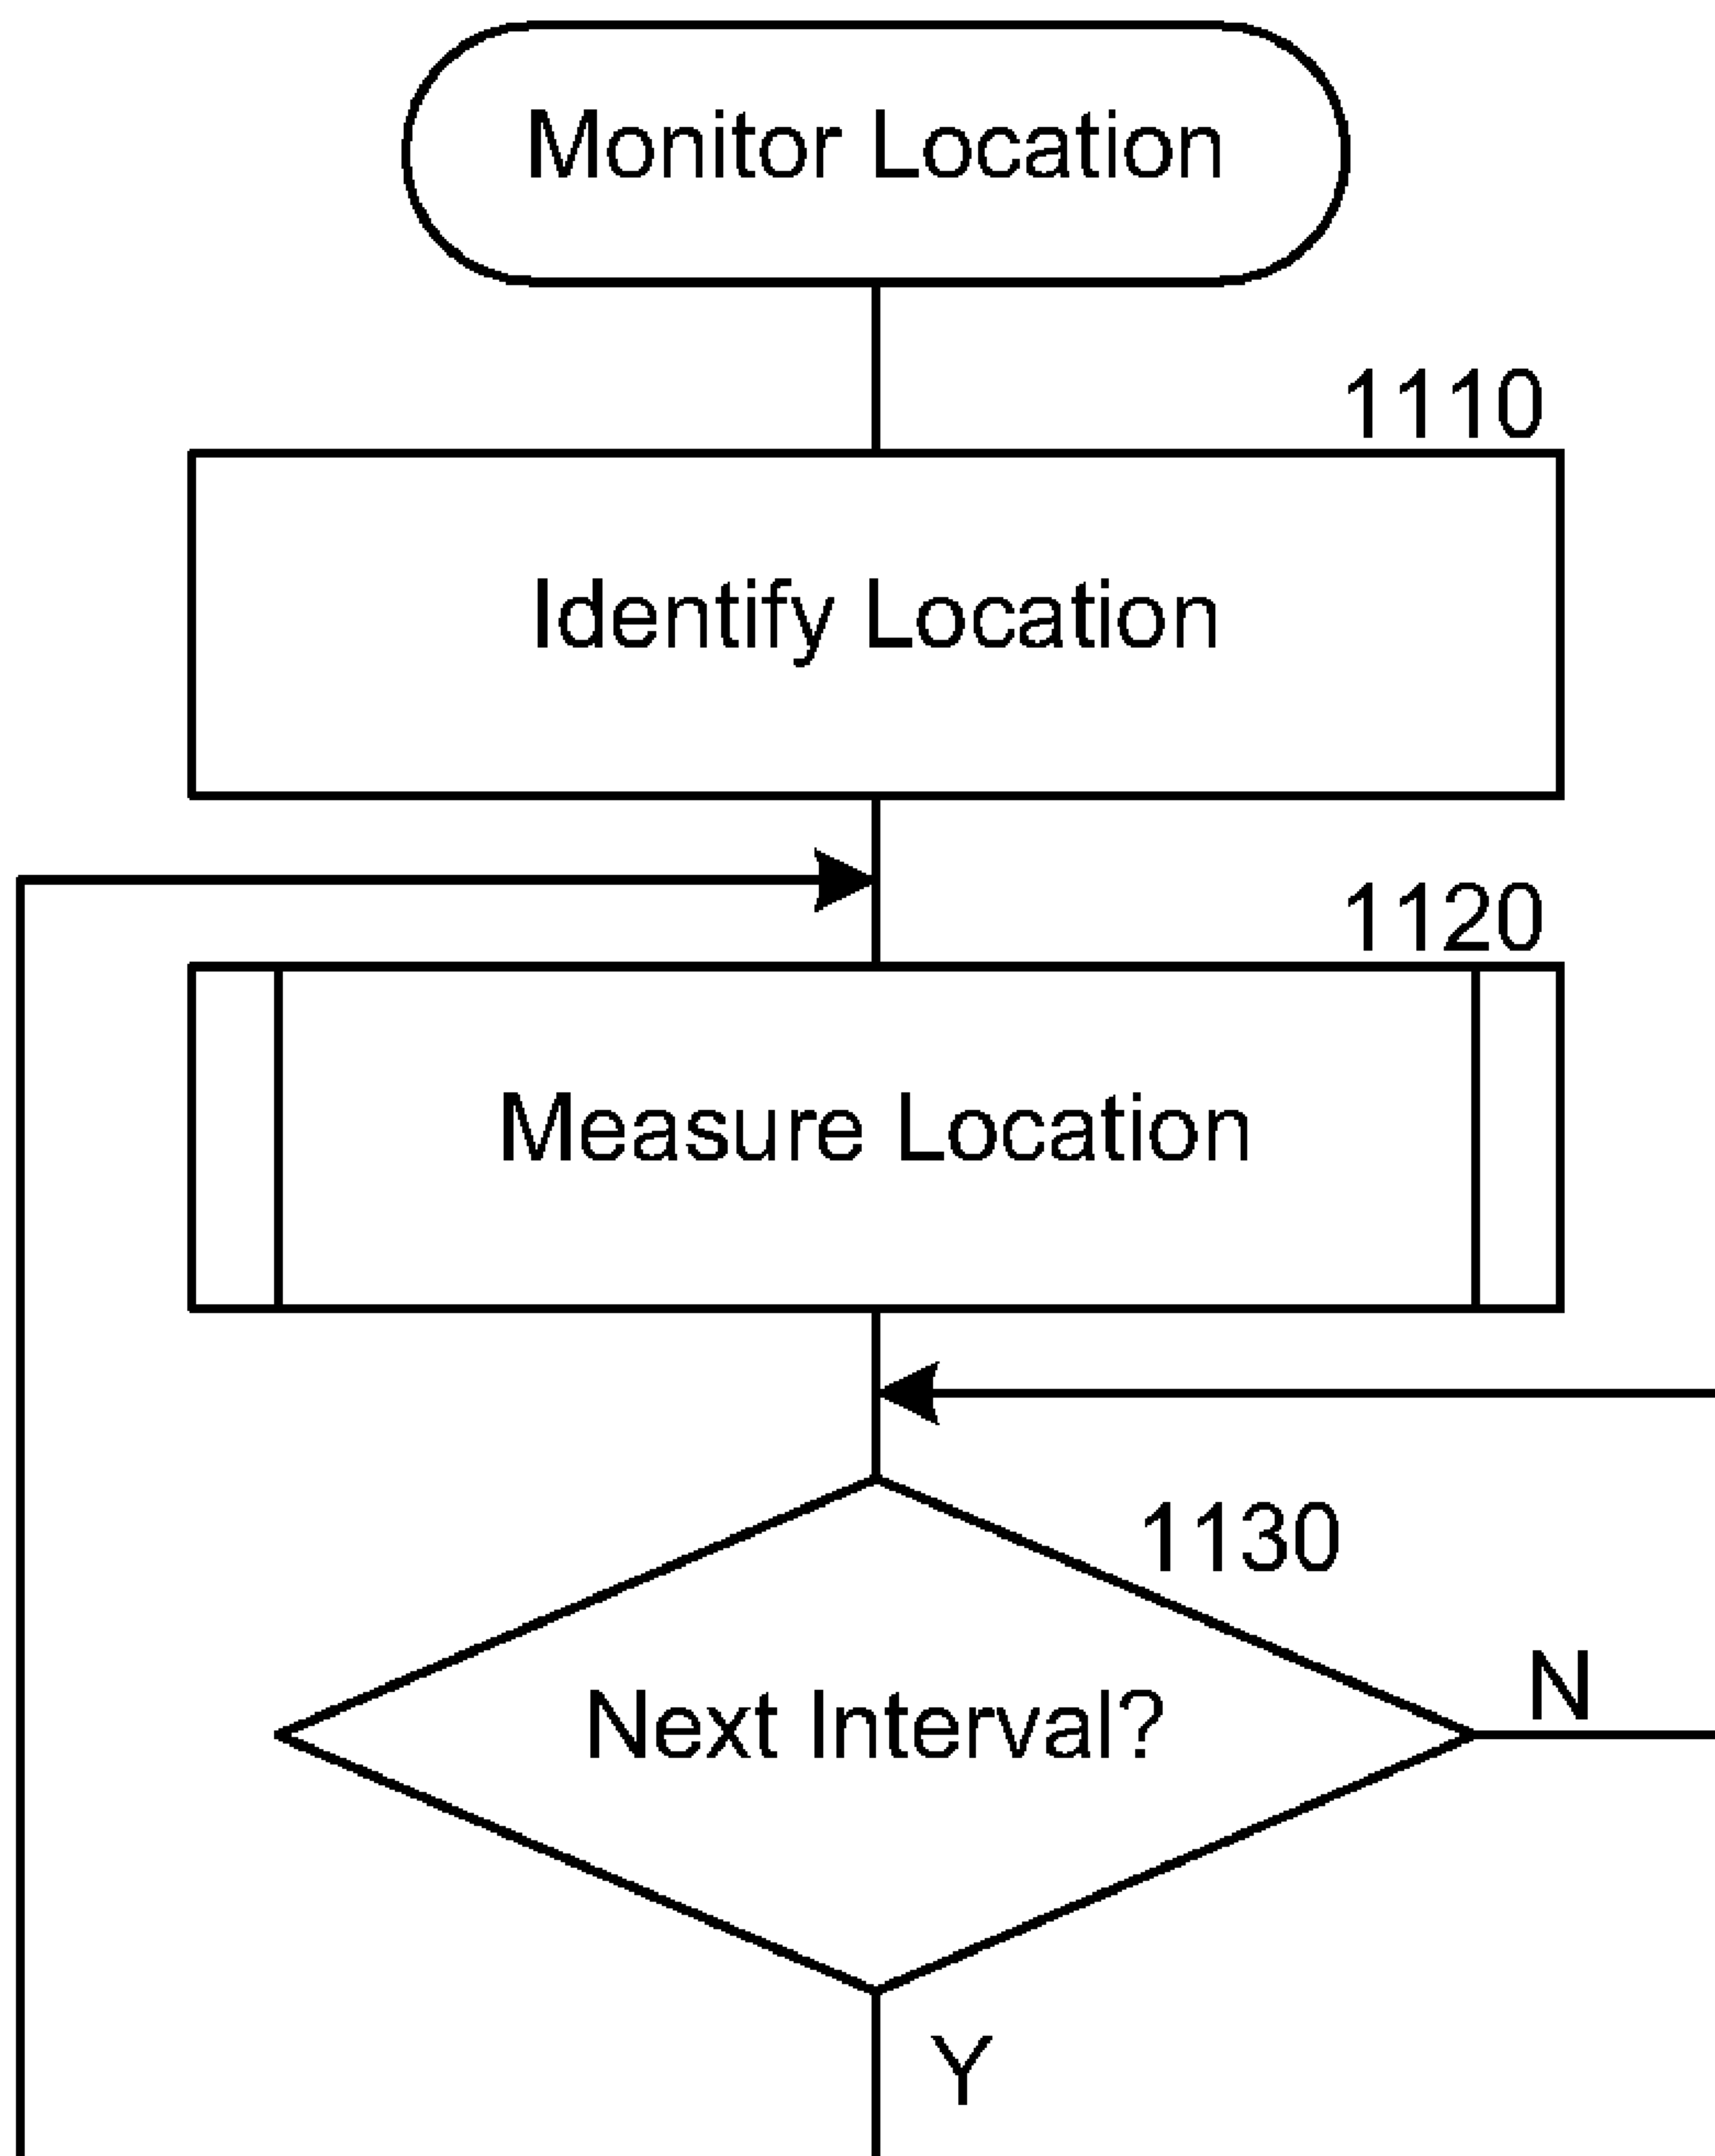 Monitor Location
1110
Identify Location
1120
Measure Location
1130
Next Interval?
N
Y